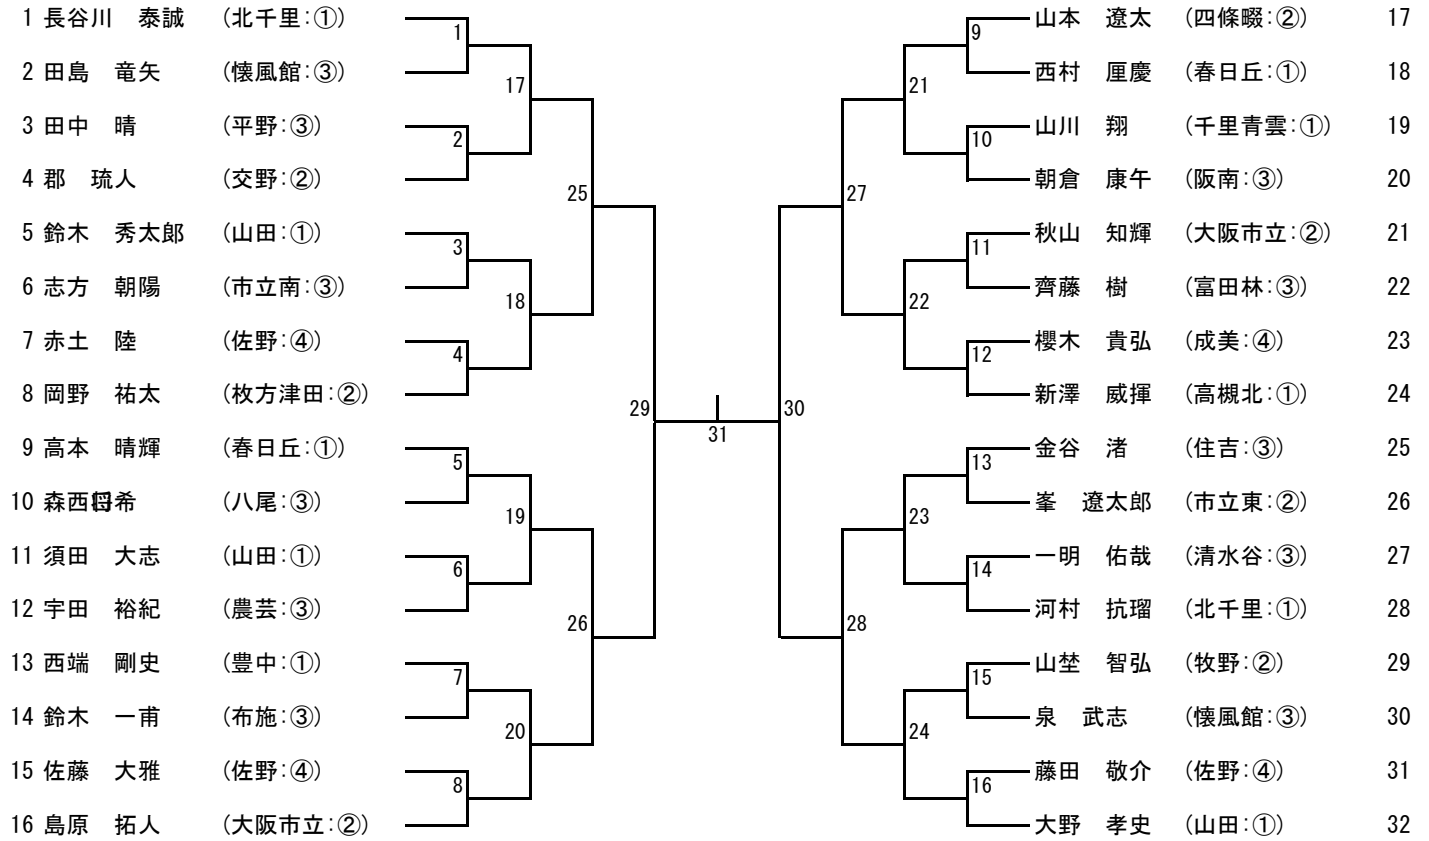 1 長谷川 泰誠 (北千里:①)
2 田島 竜矢 (懐風館:③)
3 田中 晴 (平野:③)
4 郡 琉人 (交野:②)
5 鈴木 秀太郎 (山田:①)
6 志方 朝陽 (市立南:③)
7 赤土 陸 (佐野:④)
8 岡野 祐太 (枚方津田:②)
9 高本 晴輝 (春日丘:①)
10 森西将希 (八尾:③)
11 須田 大志 (山田:①)
12 宇田 裕紀 (農芸:③)
13 西端 剛史 (豊中:①)
14 鈴木 一甫 (布施:③)
15 佐藤 大雅 (佐野:④)
16 島原 拓人 (大阪市立:②)
1
2
3
4
5
6
7
8
17
18
19
20
25
26
29
31
30
27
28
21
22
23
24
9
10
11
12
13
14
15
16
山本 遼太 (四條畷:②) 17
西村 厘慶 (春日丘:①) 18
山川 翔 (千里青雲:①) 19
朝倉 康午 (阪南:③) 20
秋山 知輝 (大阪市立:②) 21
齊藤 樹 (富田林:③) 22
櫻木 貴弘 (成美:④) 23
新澤 威揮 (高槻北:①) 24
金谷 渚 (住吉:③) 25
峯 遼太郎 (市立東:②) 26
一明 佑哉 (清水谷:③) 27
河村 抗瑠 (北千里:①) 28
山埜 智弘 (牧野:②) 29
泉 武志 (懐風館:③) 30
藤田 敬介 (佐野:④) 31
大野 孝史 (山田:①) 32